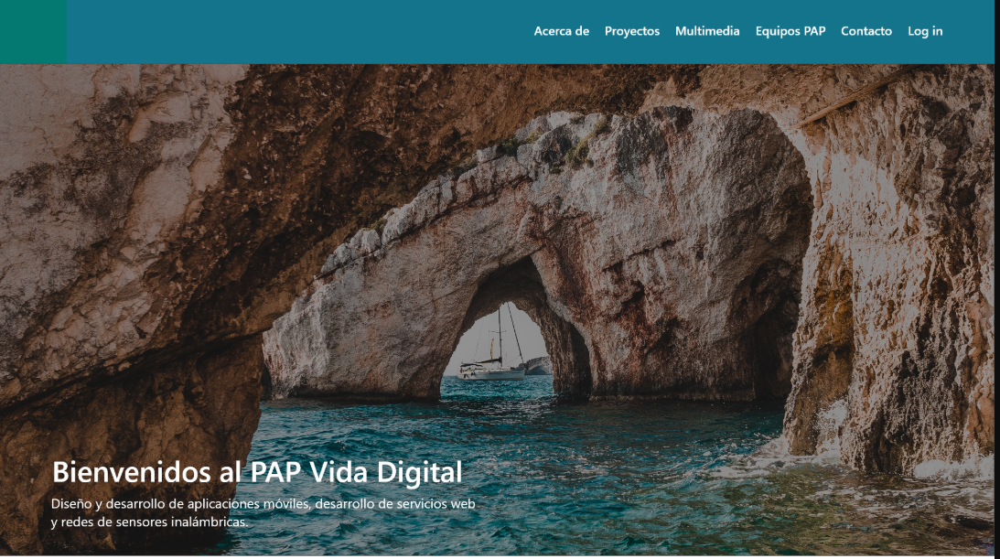 Acerca de Proyectos Multimedia Equipos PAP Contacto Log in
Bienvenidos al PAP Vida Digital
Diseño y desarrollo de aplicaciones móviles, desarrollo de servicios web
y redes de sensores inalámbricas.